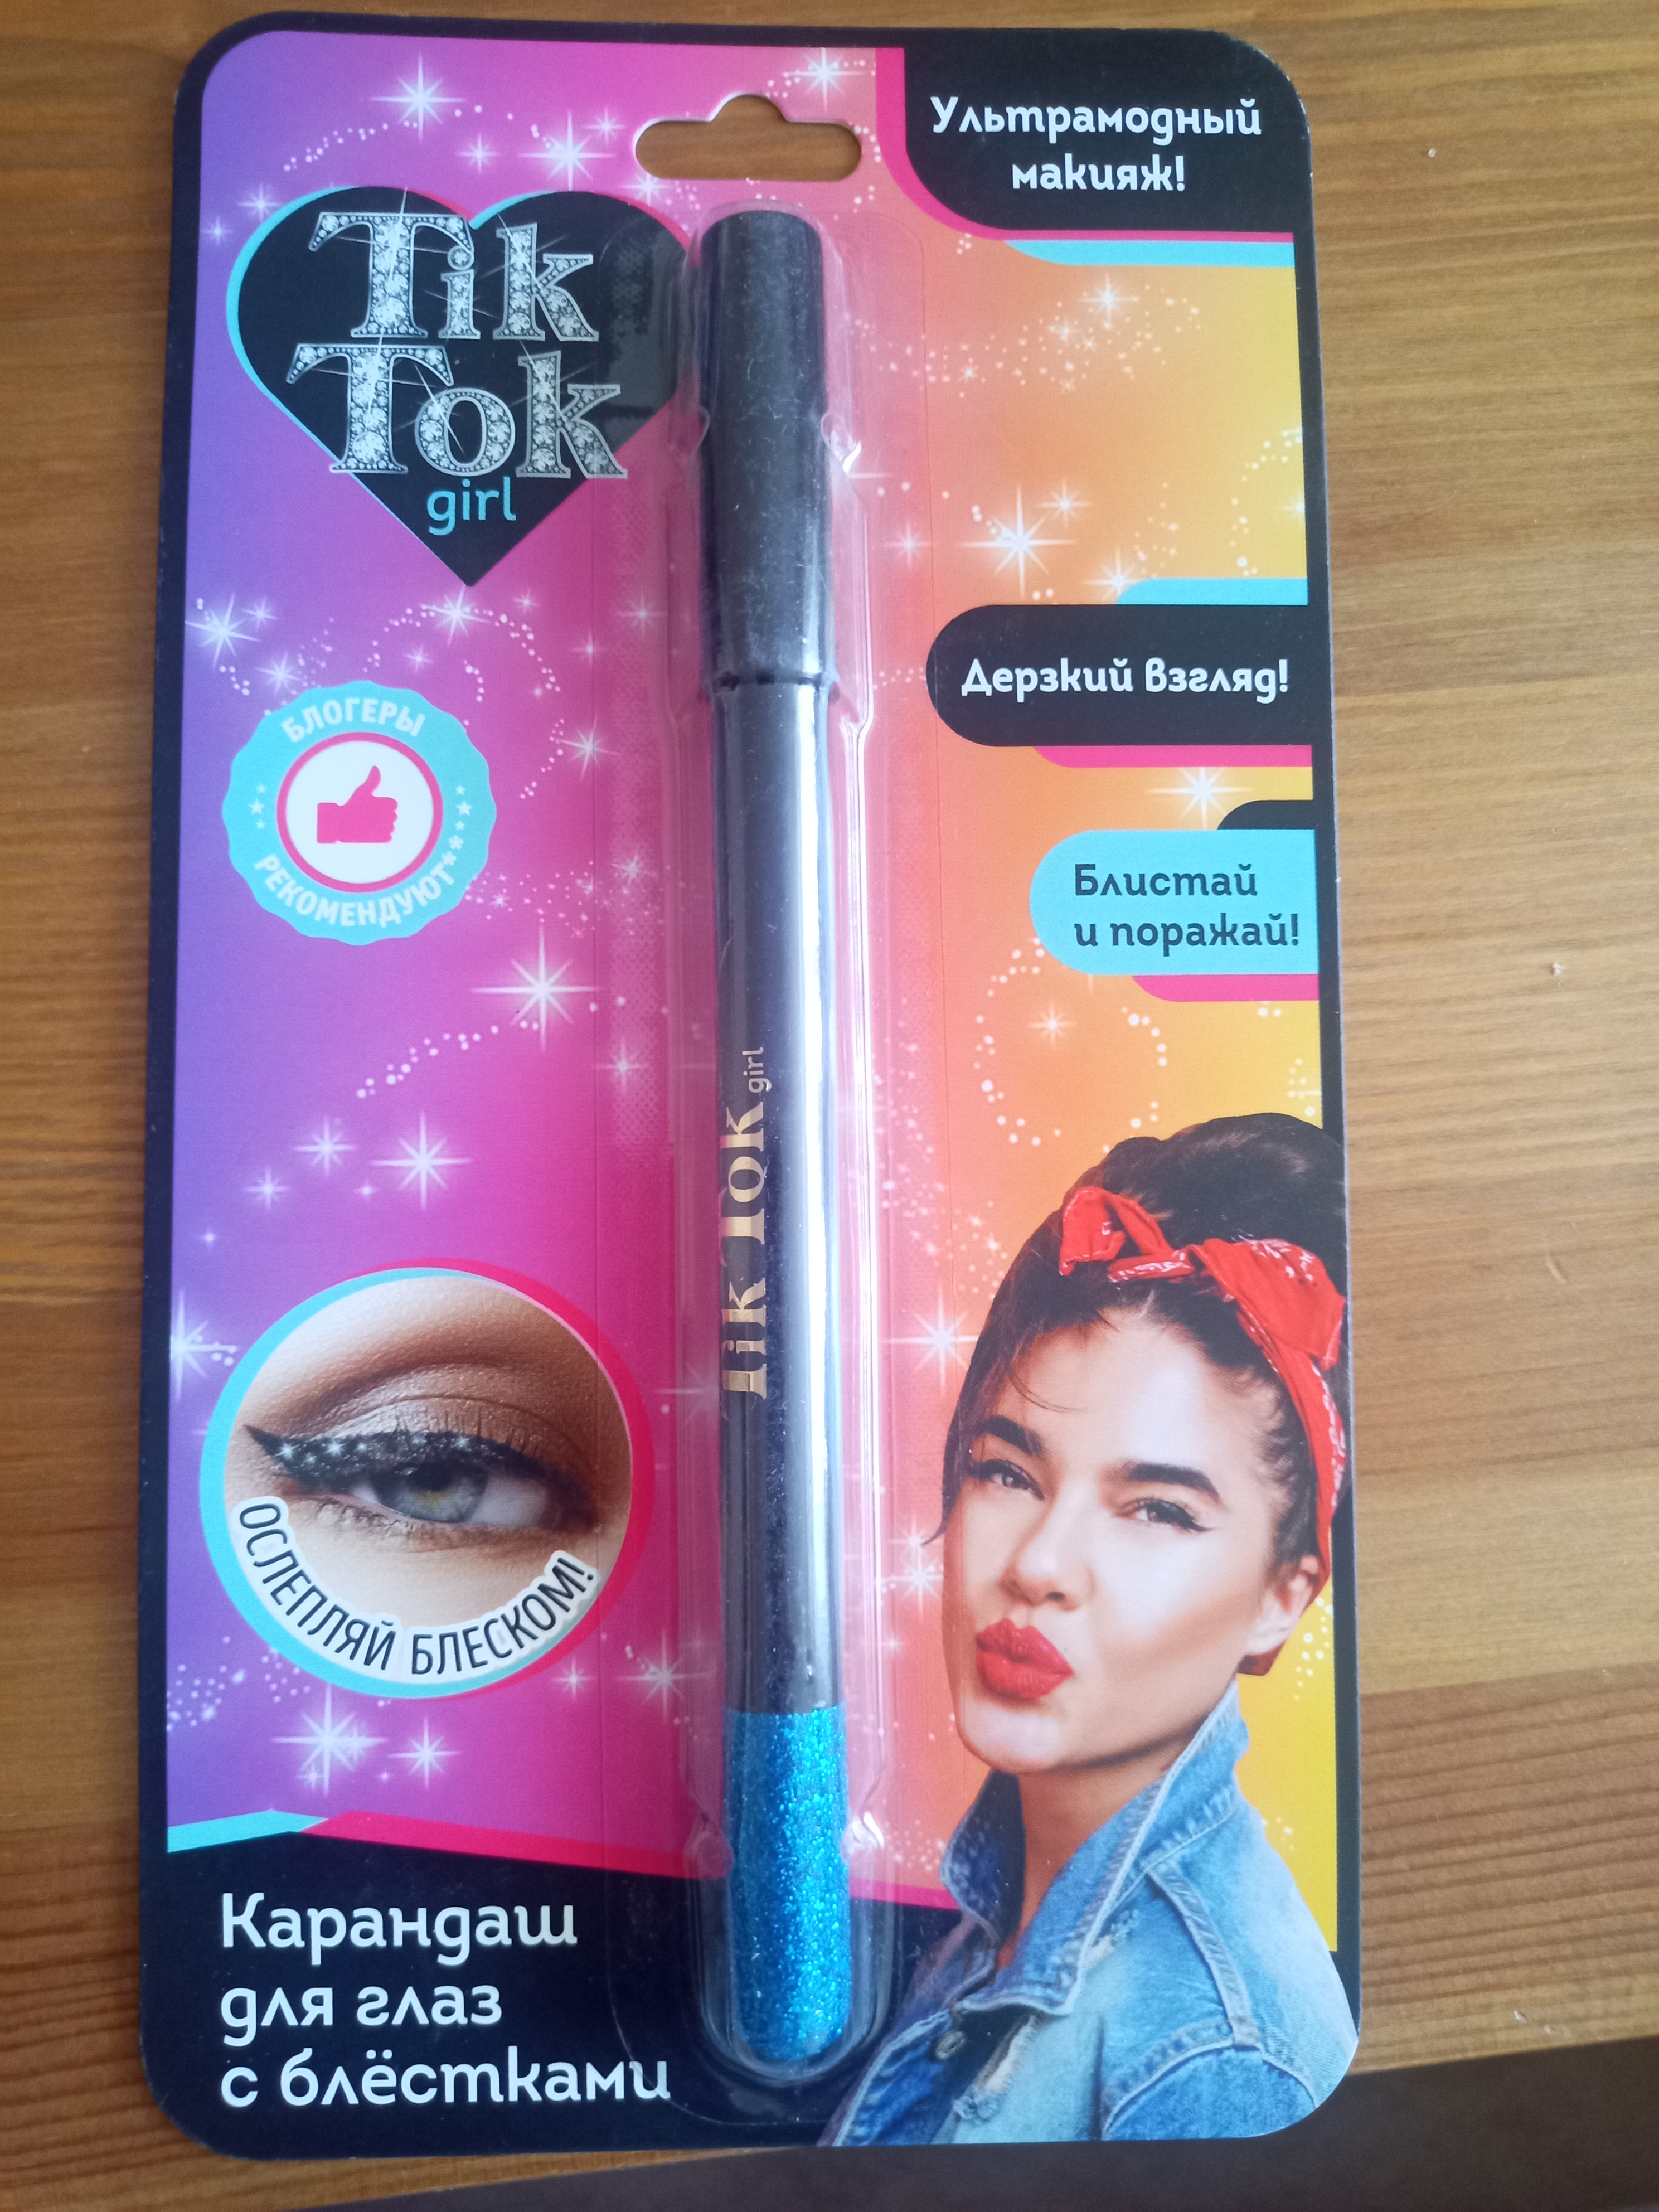 Ультрамодный
макияж!
Tik
Tok
girl
Дерзкий взгляд!
БЛОГЕРЫ
РЕКОМЕНДУЮТ**
Блистай
и поражай!
Tik Tok girl
ОСЛЕПЛЯЙ БЛЕСКОМ!
Карандаш
для глаз
с блёстками